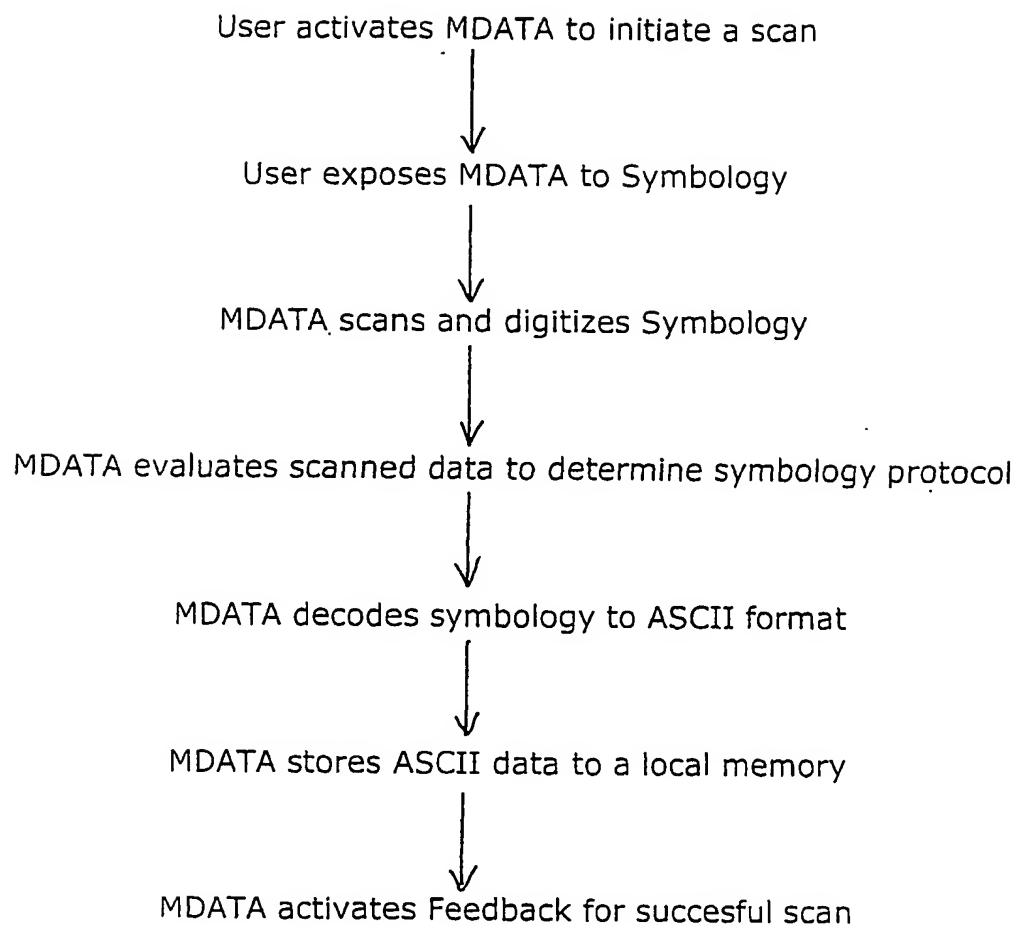 User activates MDATA to initiate a scan
User exposes MDATA to Symbology
MDATA scans and digitizes Symbology
MDATA evaluates scanned data to determine symbology protocol
MDATA decodes symbology to ASCII format
MDATA stores ASCII data to a local memory
MDATA activates Feedback for succesful scan